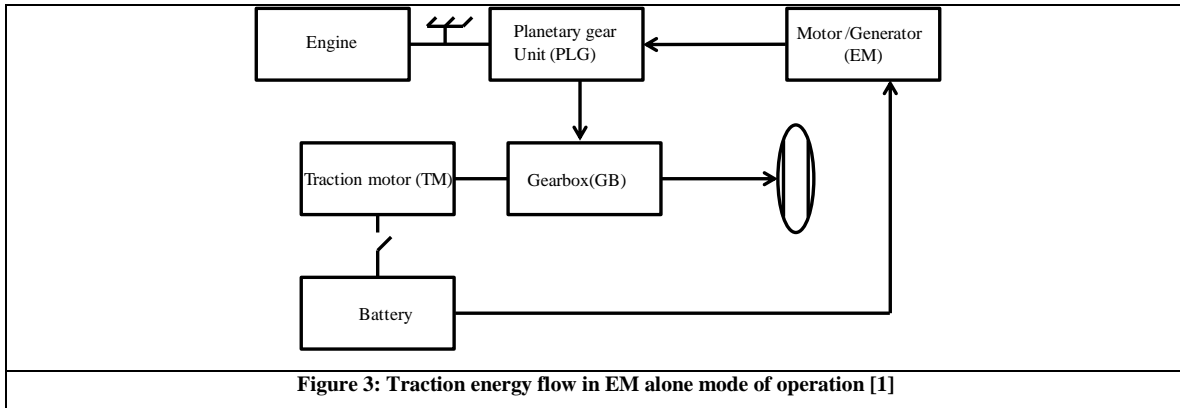 Engine
Planetary gear
Unit (PLG)
Motor /Generator
(EM)
Traction motor (TM)
Gearbox(GB)
Battery
Figure 3: Traction energy flow in EM alone mode of operation [1]